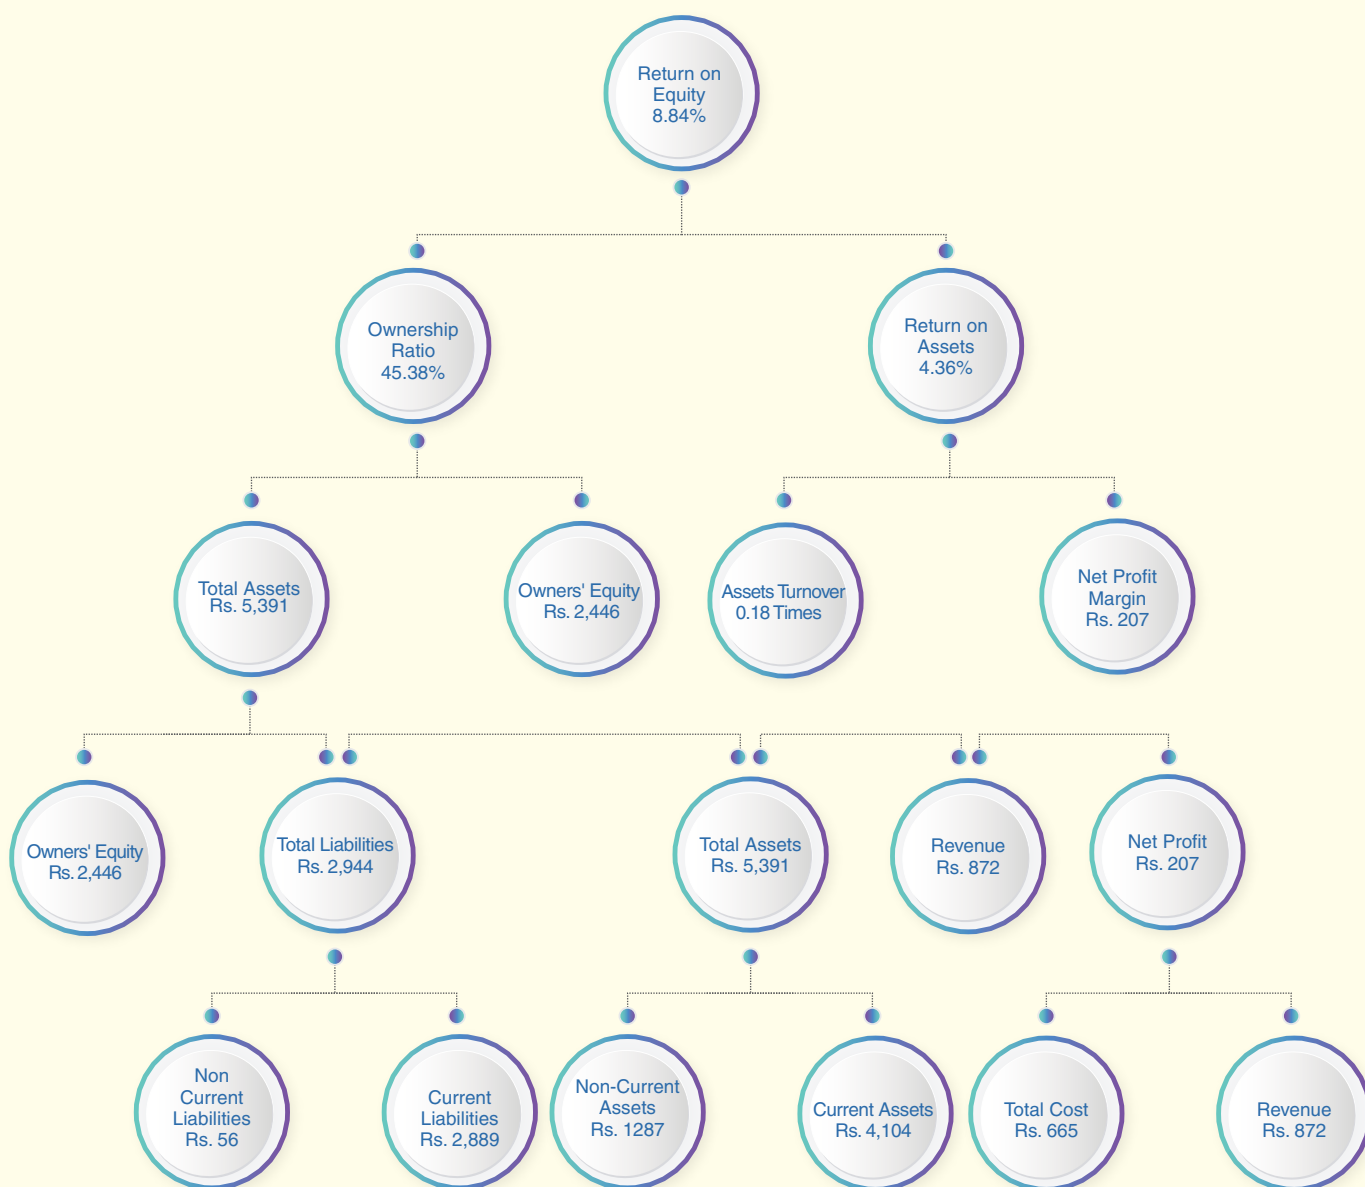 Return on
Equity
8.84%
Ownership
Ratio
45.38%
Return on
Assets
4.36%
Total Assets
Rs. 5,391
Owners' Equity
Rs. 2,446
Assets Turnover
0.18 Times
Net Profit
Margin
Rs. 207
Owners' Equity
Rs. 2,446
Total Liabilities
Rs. 2,944
Total Assets
Rs. 5,391
Revenue
Rs. 872
Net Profit
Rs. 207
Non
Current
Liabilities
Rs. 56
Current
Liabilities
Rs. 2,889
Non-Current
Assets
Rs. 1287
Current Assets
Rs. 4,104
Total Cost
Rs. 665
Revenue
Rs. 872